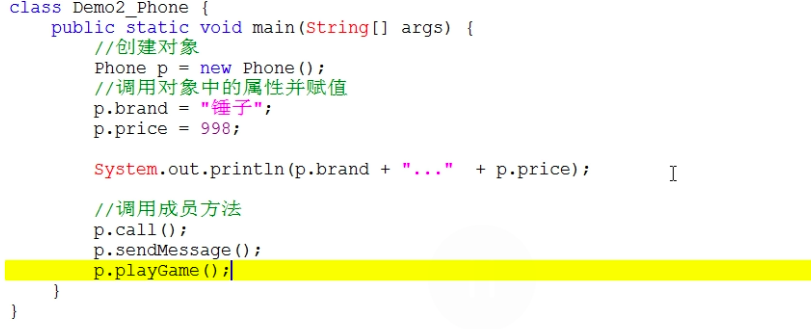 class Demo2_Phone {
    public static void main(String[] args) {
        //创建对象
        Phone p = new Phone();
        //调用对象中的属性并赋值
        p.brand = "锤子";
        p.price = 998;

        System.out.println(p.brand + "..."  + p.price);

        //调用成员方法
        p.call();
        p.sendMessage();
        p.playGame();
    }
}